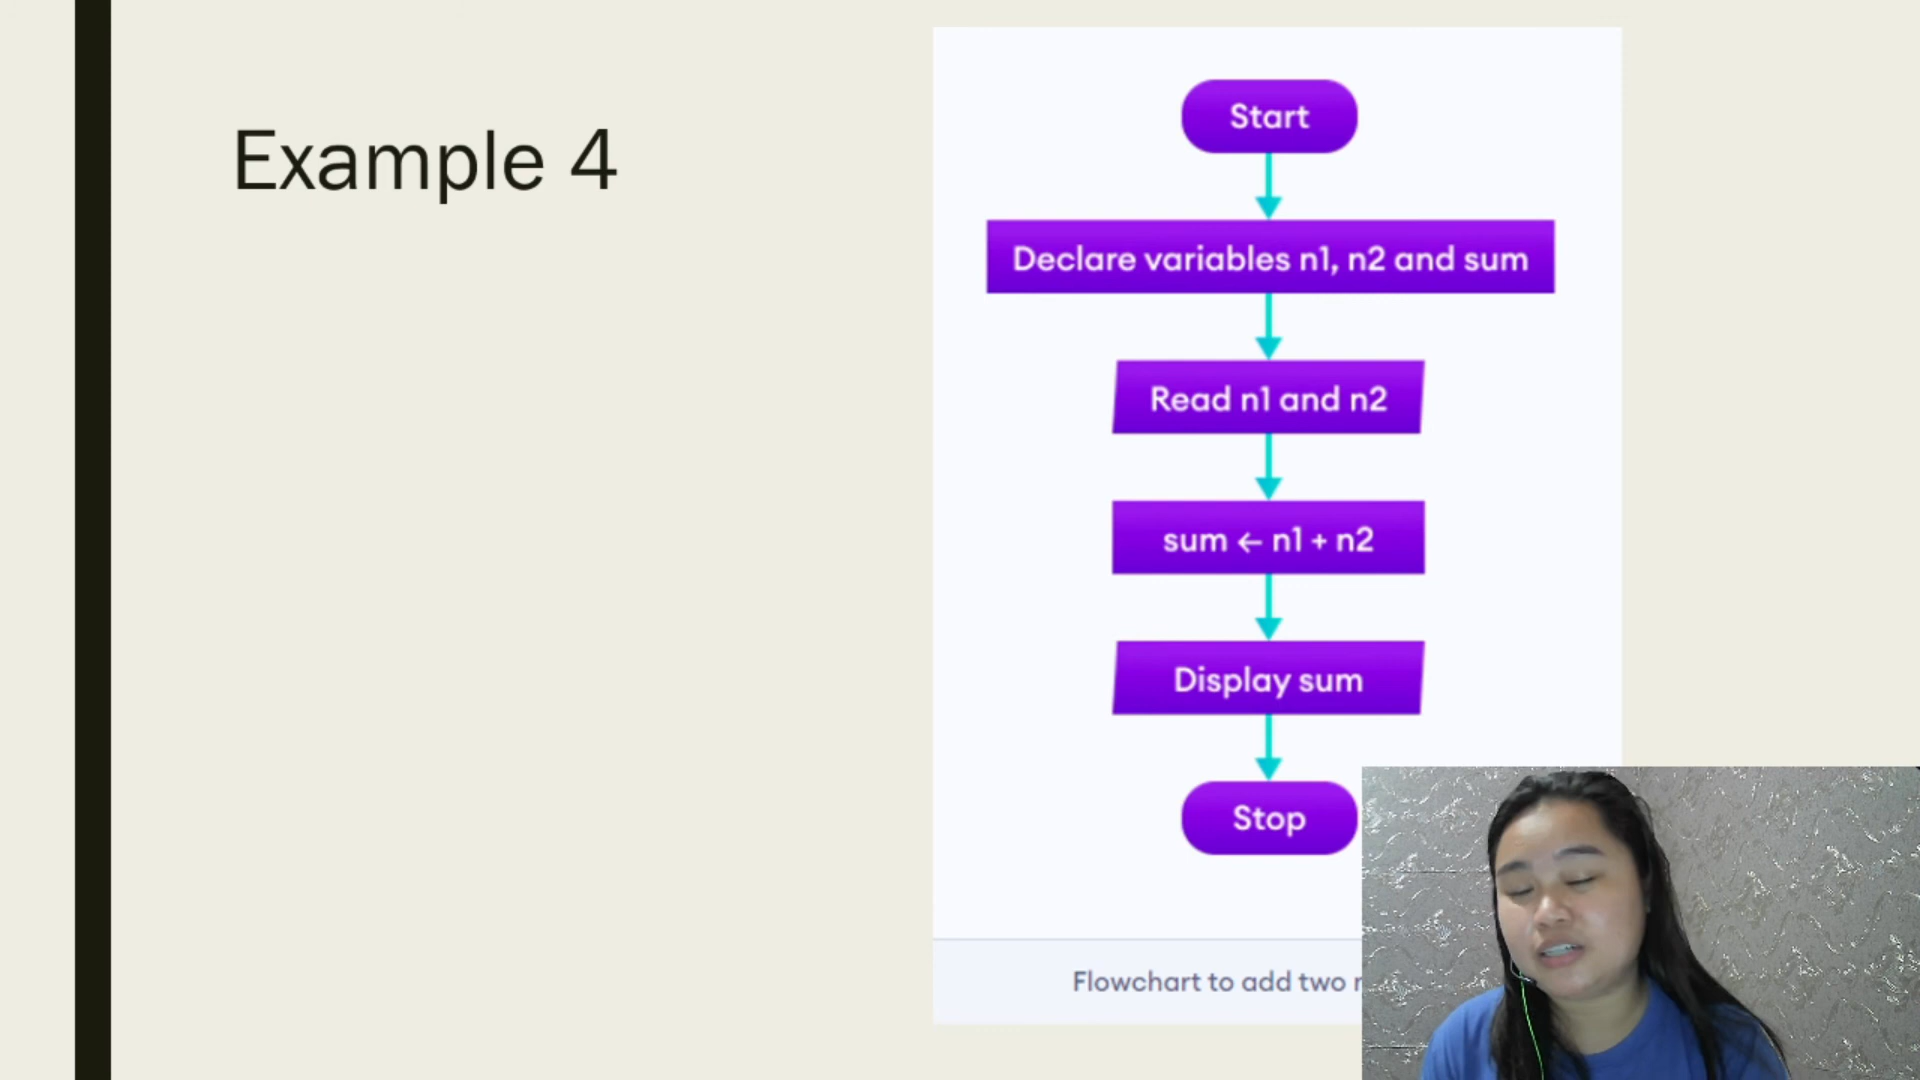 Example 4
Start
Declare variables n1, n2 and sum
Read n1 and n2
sum ← n1 + n2
Display sum
Stop
Flowchart to add two